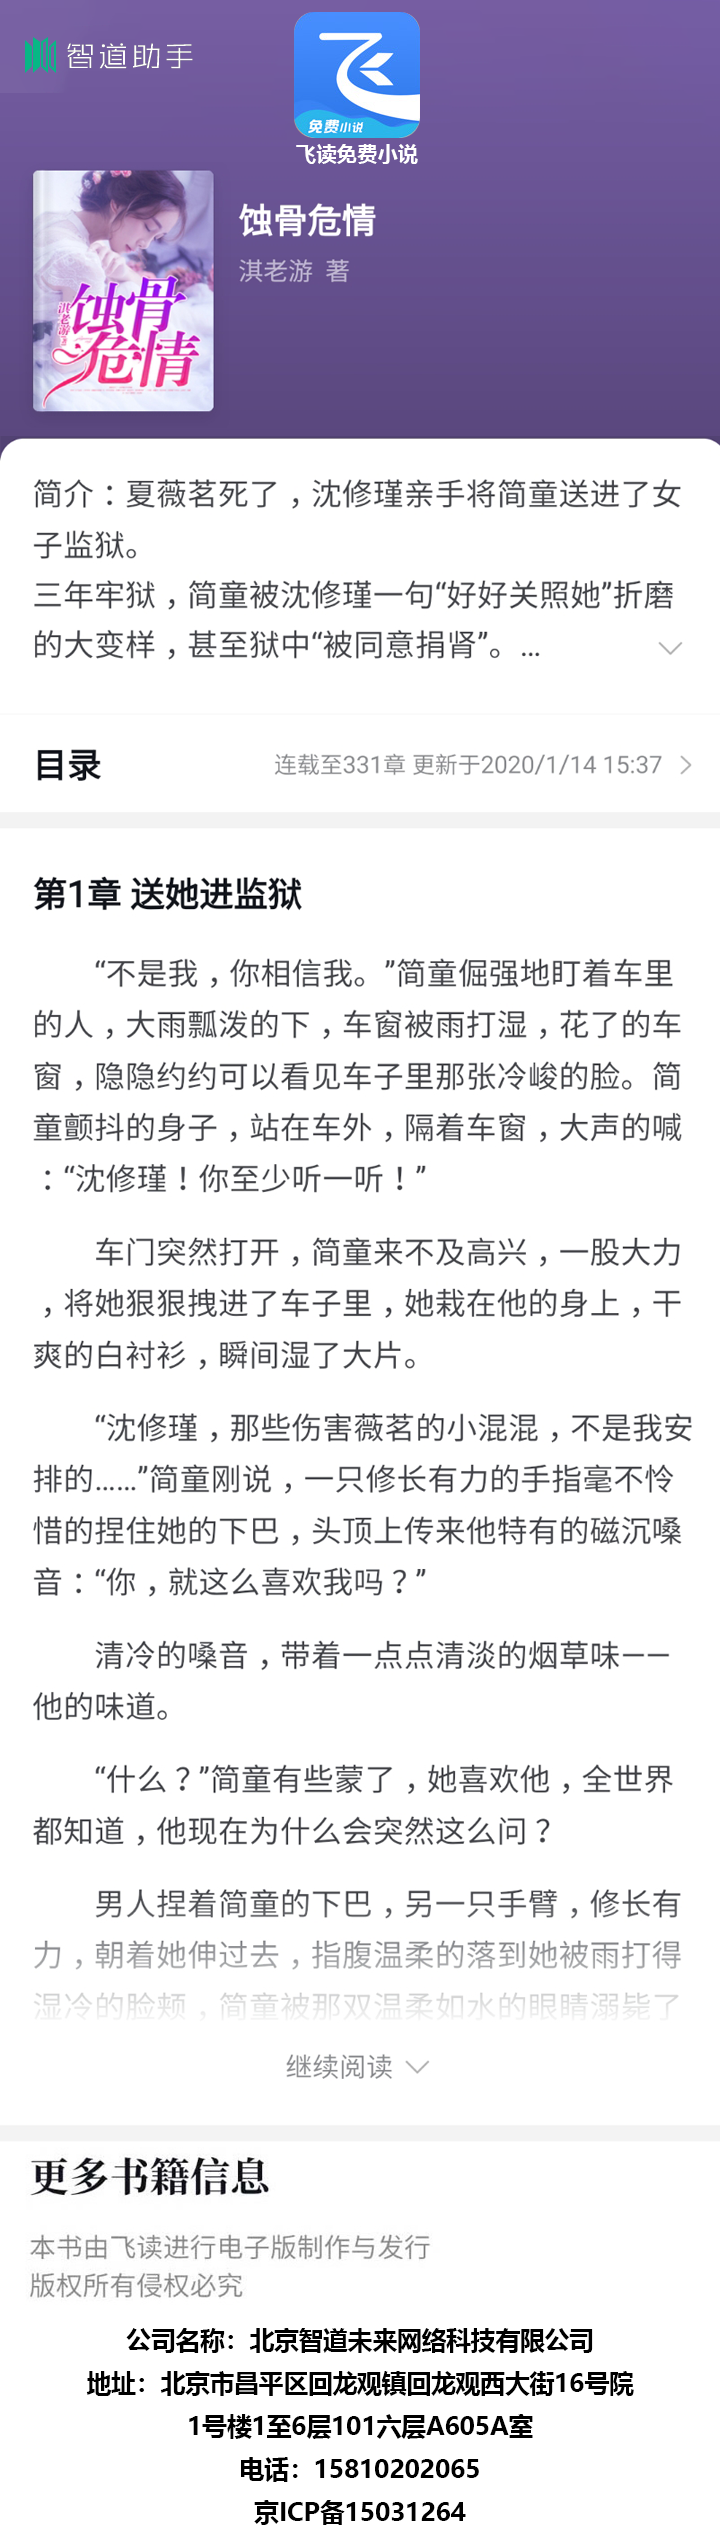 智道助手
免费小说
飞读免费小说
蚀骨危情
淇老游 著
淇老游
蚀骨
危情
简介：夏薇茗死了，沈修瑾亲手将简童送进了女
子监狱。
三年牢狱，简童被沈修瑾一句“好好关照她”折磨
的大变样，甚至狱中“被同意捐肾”。...
目录
连载至331章 更新于2020/1/14 15:37
第1章 送她进监狱
“不是我，你相信我。”简童倔强地盯着车里
的人，大雨瓢泼的下，车窗被雨打湿，花了的车
窗，隐隐约约可以看见车子里那张冷峻的脸。简
童颤抖的身子，站在车外，隔着车窗，大声的喊
：“沈修瑾！你至少听一听！”
车门突然打开，简童来不及高兴，一股大力
，将她狠狠拽进了车子里，她栽在他的身上，干
爽的白衬衫，瞬间湿了大片。
“沈修瑾，那些伤害薇茗的小混混，不是我安
排的……”简童刚说，一只修长有力的手指毫不怜
惜的捏住她的下巴，头顶上传来他特有的磁沉嗓
音：“你，就这么喜欢我吗？”
清冷的嗓音，带着一点点清淡的烟草味——
他的味道。
“什么？”简童有些蒙了，她喜欢他，全世界
都知道，他现在为什么会突然这么问？
男人捏着简童的下巴，另一只手臂，修长有
力，朝着她伸过去，指腹温柔的落到她被雨打得
湿冷的脸颊，简童被那双温柔如水的眼睛溺毙了
继续阅读
更多书籍信息
本书由飞读进行电子版制作与发行
版权所有侵权必究
公司名称：北京智道未来网络科技有限公司
地址：北京市昌平区回龙观镇回龙观西大街16号院
1号楼1至6层101六层A605A室
电话：15810202065
京ICP备15031264